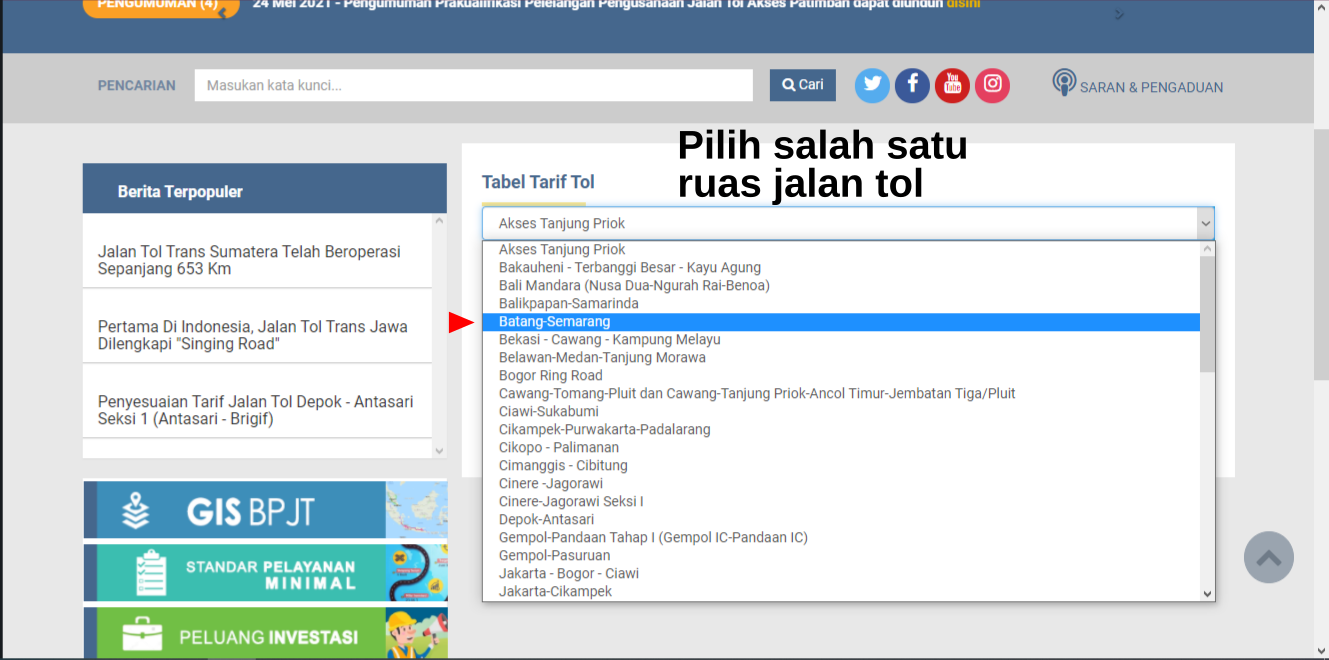 PENGUMUMAN (4)
24 Mei 2021 - Pengumuman Prakualifikasi Pelelangan Pengusahaan Jalan Tol Akses Patimban dapat diunduh disini
PENCARIAN
Masukan kata kunci...
Cari
You Tube
SARAN & PENGADUAN
Pilih salah satu
ruas jalan tol
Berita Terpopuler
Jalan Tol Trans Sumatera Telah Beroperasi
Sepanjang 653 Km
Pertama Di Indonesia, Jalan Tol Trans Jawa
Dilengkapi "Singing Road"
Penyesuaian Tarif Jalan Tol Depok - Antasari
Seksi 1 (Antasari - Brigif)
GIS BPJT
STANDAR PELAYANAN
MINIMAL
PELUANG INVESTASI
Tabel Tarif Tol
Akses Tanjung Priok
Akses Tanjung Priok
Bakauheni - Terbanggi Besar - Kayu Agung
Bali Mandara (Nusa Dua-Ngurah Rai-Benoa)
Balikpapan-Samarinda
Batang-Semarang
Bekasi - Cawang - Kampung Melayu
Belawan-Medan-Tanjung Morawa
Bogor Ring Road
Cawang-Tomang-Pluit dan Cawang-Tanjung Priok-Ancol Timur-Jembatan Tiga/Pluit
Ciawi-Sukabumi
Cikampek-Purwakarta-Padalarang
Cikopo - Palimanan
Cimanggis - Cibitung
Cinere -Jagorawi
Cinere-Jagorawi Seksi I
Depok-Antasari
Gempol-Pandaan Tahap I (Gempol IC-Pandaan IC)
Gempol-Pasuruan
Jakarta - Bogor - Ciawi
Jakarta-Cikampek